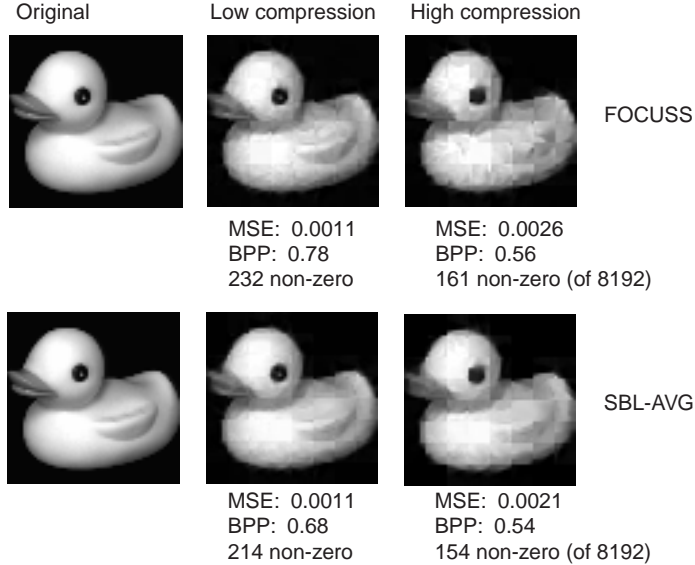 Original Low compression High compression
FOCUSS
MSE: 0.0011
BPP: 0.78
232 non-zero
MSE: 0.0026
BPP: 0.56
161 non-zero (of 8192)
SBL-AVG
MSE: 0.0011
BPP: 0.68
214 non-zero
MSE: 0.0021
BPP: 0.54
154 non-zero (of 8192)